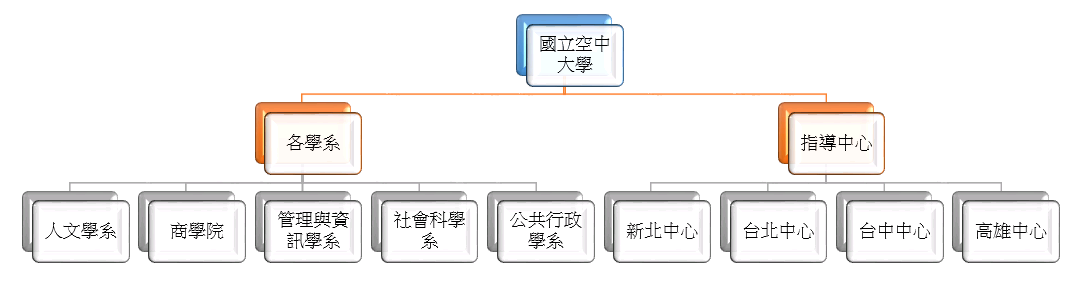 國立空中
大學
各學系
指導中心
人文學系
商學院
管理與資
訊學系
社會科學
系
公共行政
學系
新北中心
台北中心
台中中心
高雄中心